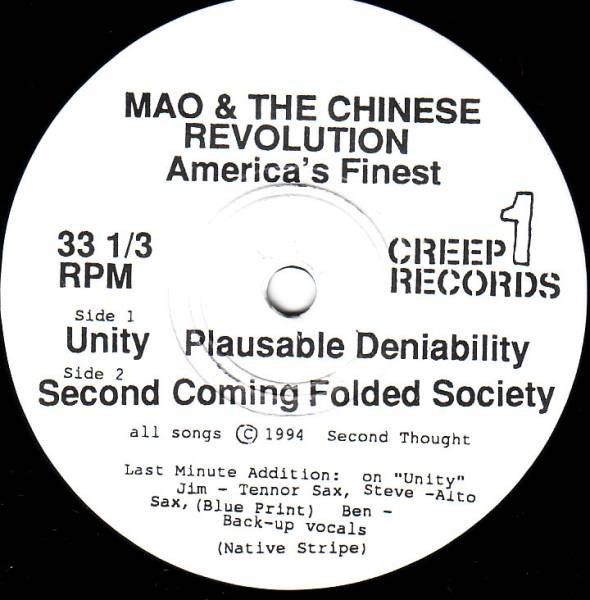 MAO & THE CHINESE
REVOLUTION
America's Finest
33 1/3
RPM
CREEP 1
RECORDS
Side 1
Unity Plausable Deniability
Side 2
Second Coming Folded Society
all songs © 1994 Second Thought
Last Minute Addition: on "Unity"
Jim - Tennor Sax, Steve -Alto
Sax, (Blue Print) Ben -
Back-up vocals
(Native Stripe)